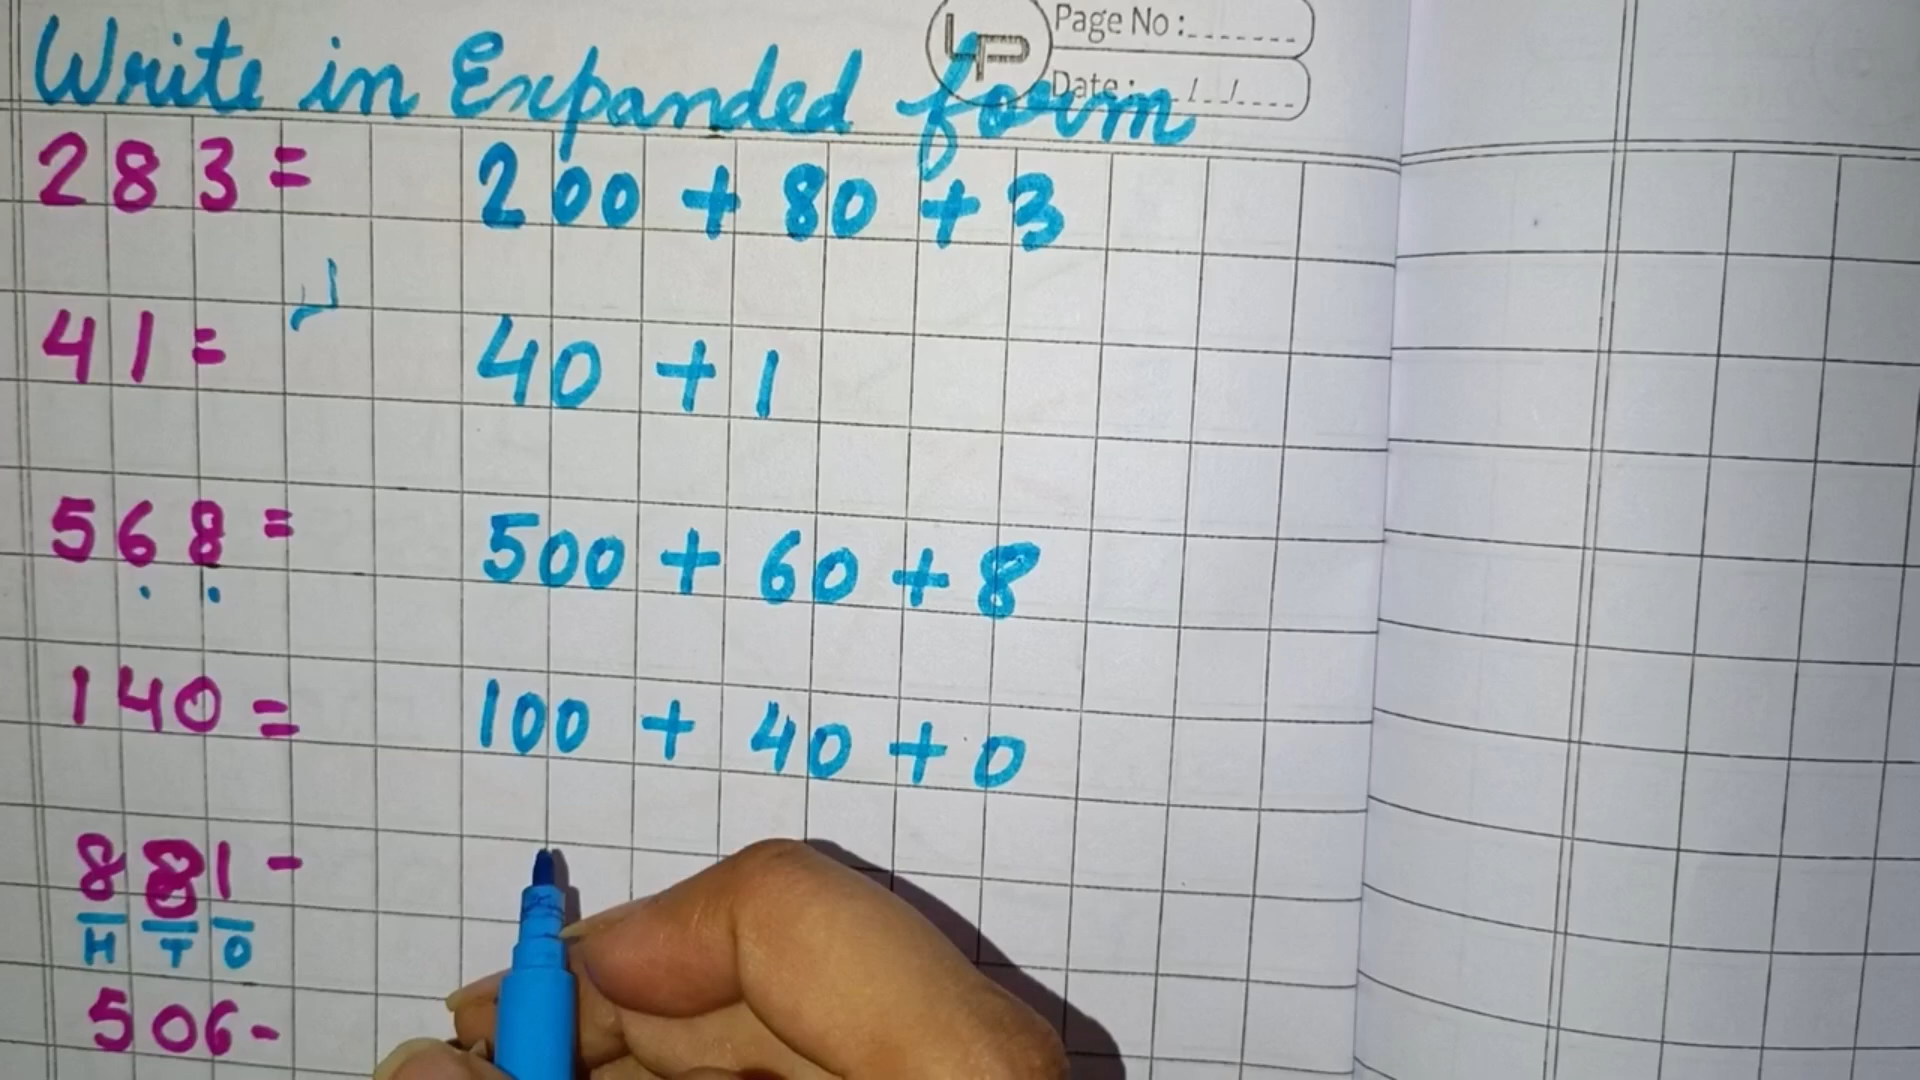 Page No :
Date :
Write in Expanded form
283 = 200 + 80 + 3
41 = 40 + 1
568 = 500 + 60 + 8
140 = 100 + 40 + 0
881 -
H T O
506 -